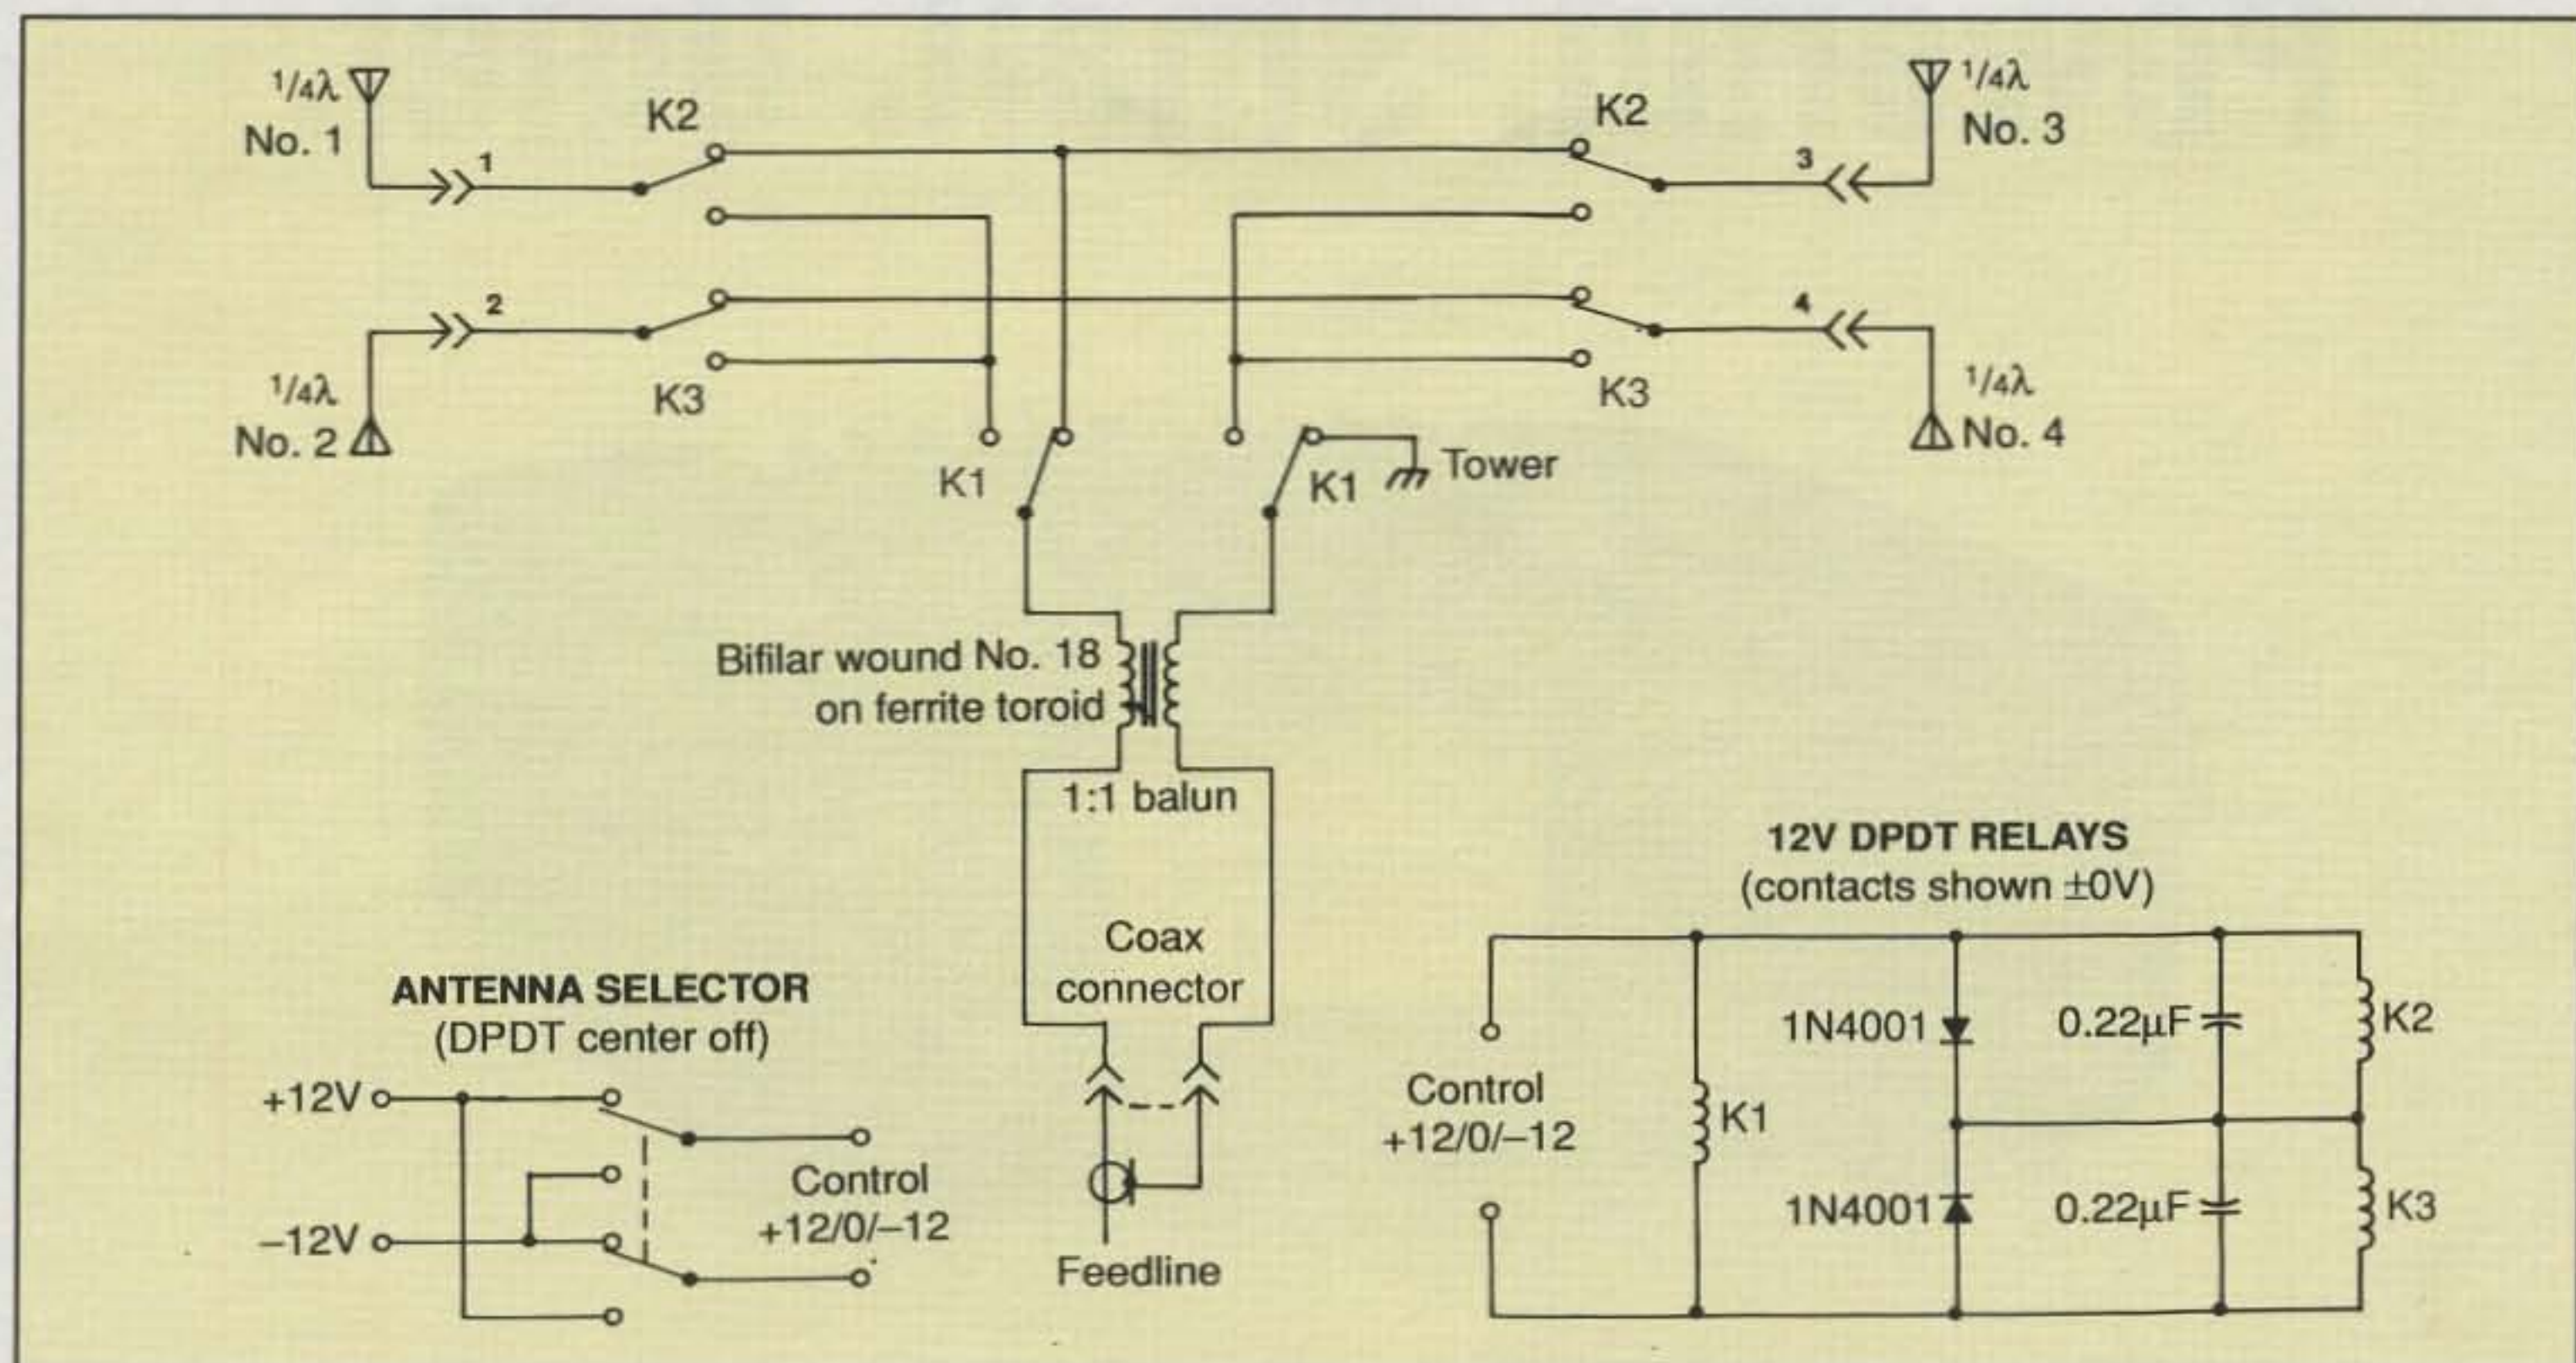 1/4λ
No. 1
1
K2
K2
3
1/4λ
No. 3
2
K3
1/4λ
No. 2
4
K3
1/4λ
No. 4
K1
K1
Tower
Bifilar wound No. 18
on ferrite toroid
1:1 balun
Coax
connector
Feedline
ANTENNA SELECTOR
(DPDT center off)
+12V
–12V
Control
+12/0/–12
12V DPDT RELAYS
(contacts shown ±0V)
Control
+12/0/–12
K1
1N4001
0.22µF
K2
1N4001
0.22µF
K3